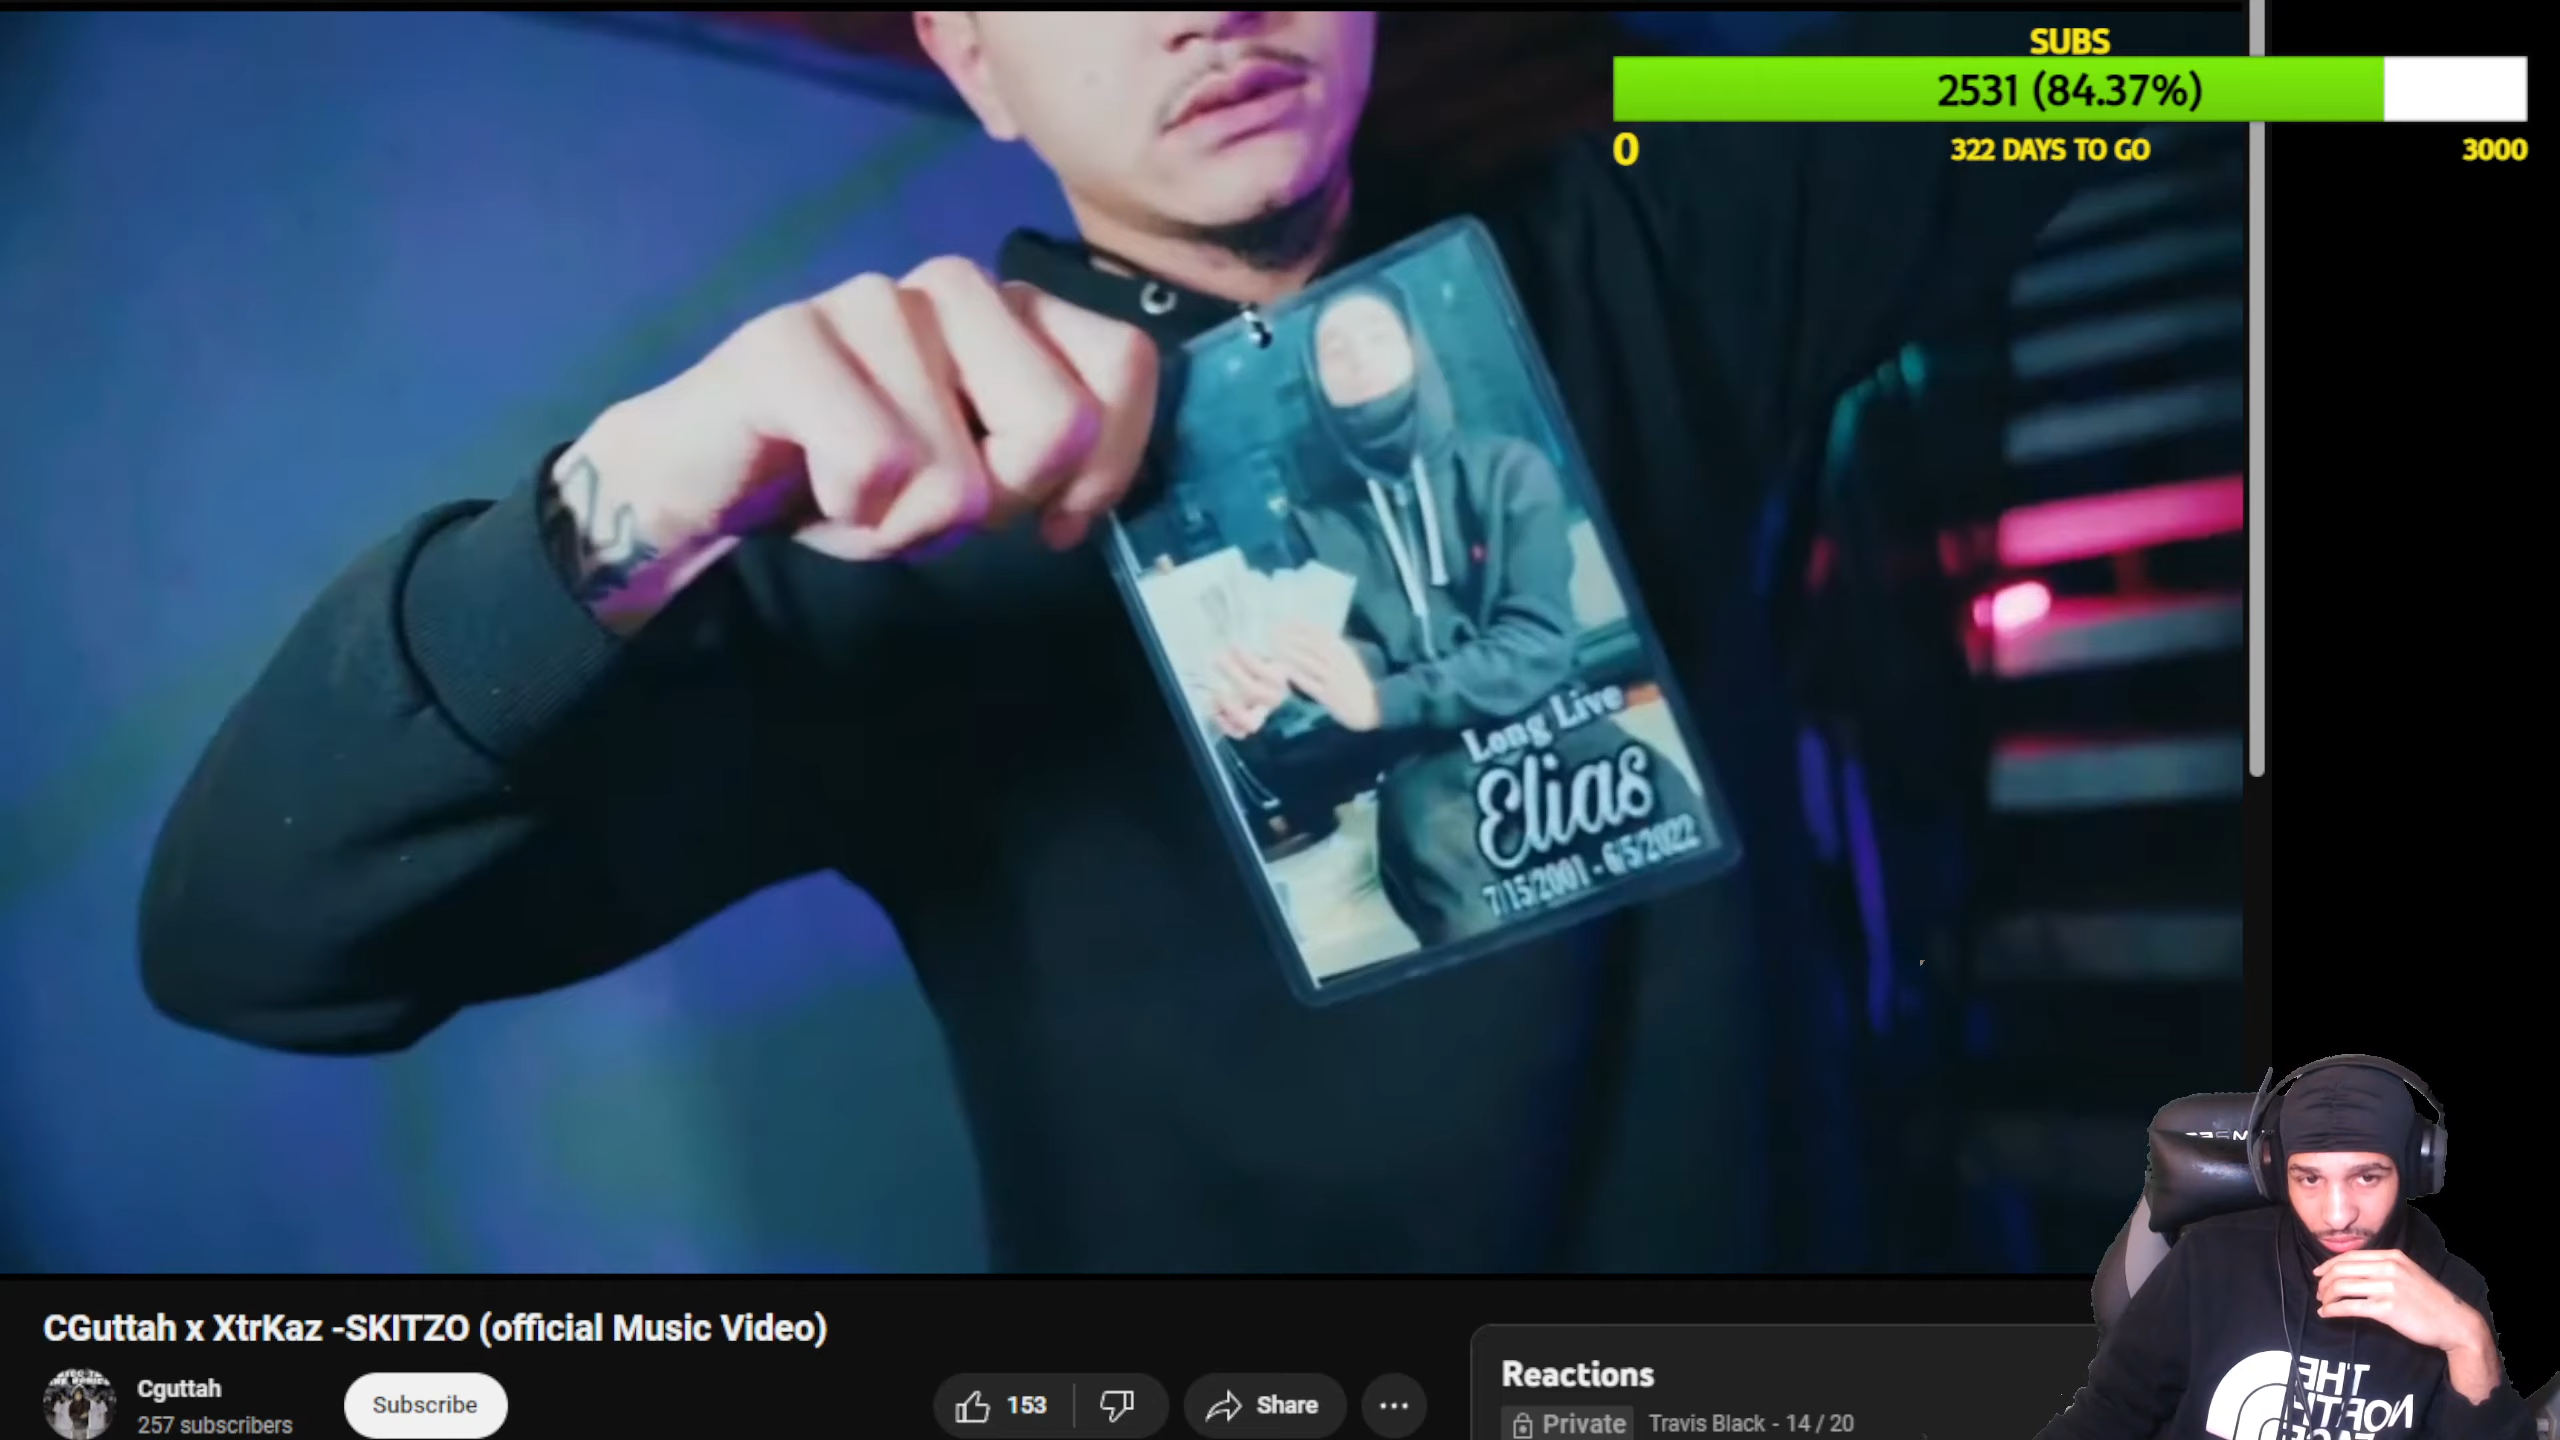 SUBS
2531 (84.37%)
0
322 DAYS TO GO
3000
Long Live
Elias
7/15/2001 - 6/5/2022
CGuttah x XtrKaz -SKITZO (official Music Video)
Cguttah
257 subscribers
Subscribe
153
Share
Reactions
Private
Travis Black - 14 / 20
THE
NORTH
FACE